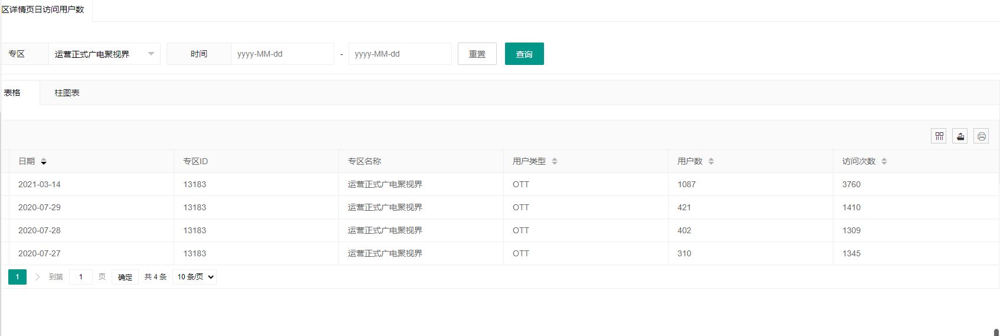 区详情页日访问用户数
专区 运营正式广电聚视界 时间 yyyy-MM-dd - yyyy-MM-dd 重置 查询
表格 柱图表
日期 专区ID 专区名称 用户类型 用户数 访问次数
2021-03-14 13183 运营正式广电聚视界 OTT 1087 3760
2020-07-29 13183 运营正式广电聚视界 OTT 421 1410
2020-07-28 13183 运营正式广电聚视界 OTT 402 1309
2020-07-27 13183 运营正式广电聚视界 OTT 310 1345
1 到第 1 页 确定 共 4 条 10 条/页